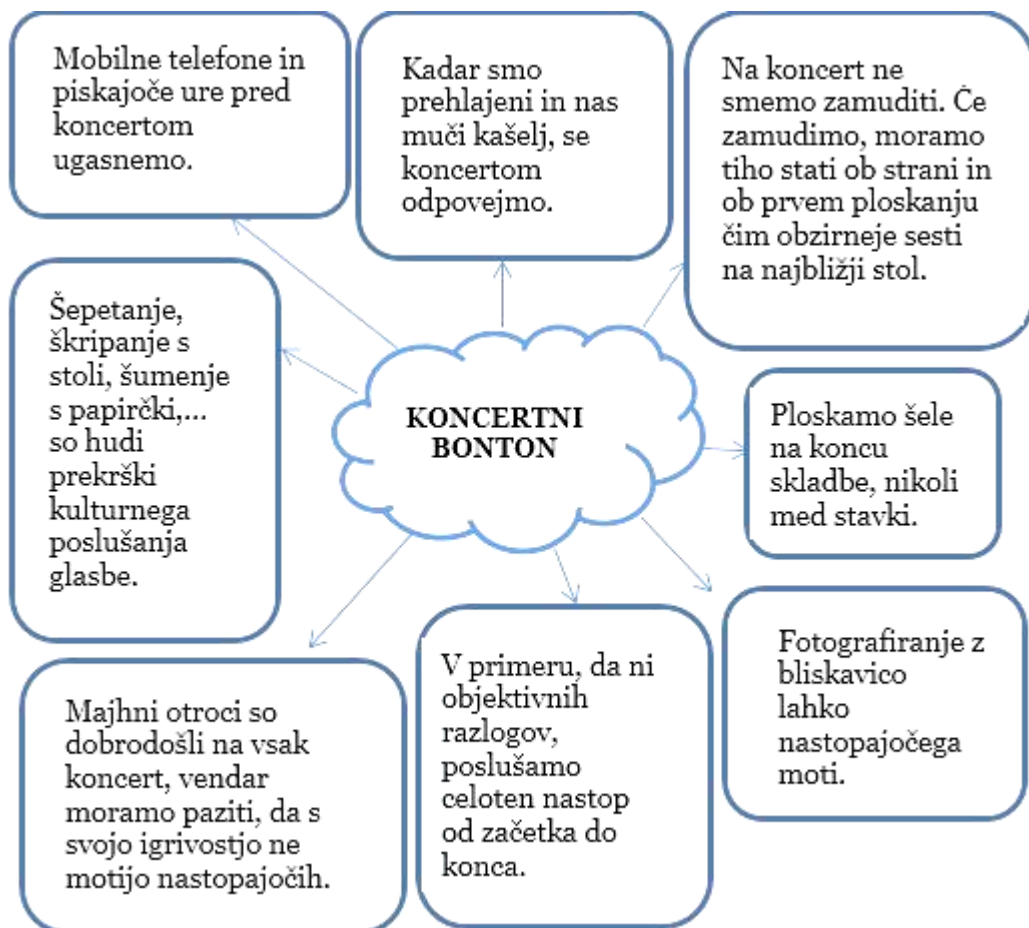 Mobilne telefone in
piskajoče ure pred
koncertom
ugasnemo.
Kadar smo
prehlajeni in nas
muči kašelj, se
koncertom
odpovejmo.
Na koncert ne
smemo zamuditi. Če
zamudimo, moramo
tiho stati ob strani in
ob prvem ploskanju
čim obzirneje sesti
na najbližji stol.
Šepetanje,
škripanje s
stoli, šumenje
s papirčki,...
so hudi
prekrški
kulturnega
poslušanja
glasbe.
KONCERTNI
BONTON
Ploskamo šele
na koncu
skladbe, nikoli
med stavki.
Majhni otroci so
dobrodošli na vsak
koncert, vendar
moramo paziti, da s
svojo igrivostjo ne
motijo nastopajočih.
V primeru, da ni
objektivnih
razlogov,
poslušamo
celoten nastop
od začetka do
konca.
Fotografiranje z
bliskavico
lahko
nastopajočega
moti.